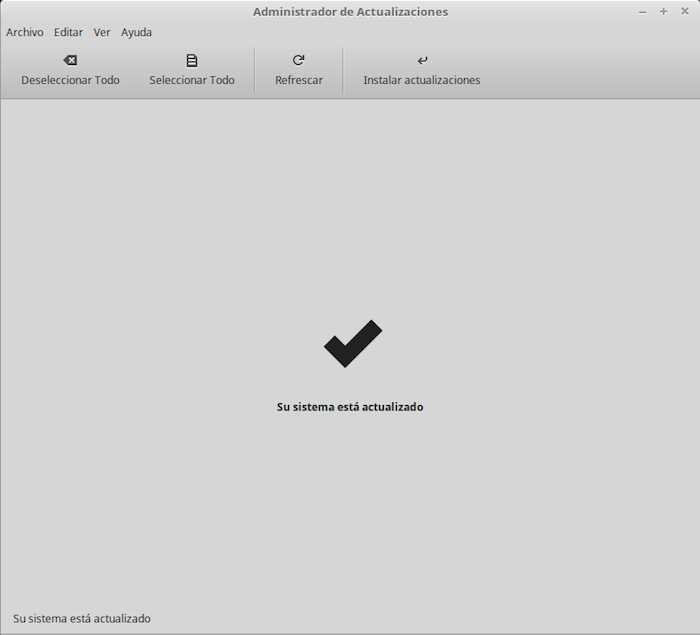 Administrador de Actualizaciones
Archivo Editar Ver Ayuda
Deseleccionar Todo Seleccionar Todo Refrescar Instalar actualizaciones
Su sistema está actualizado
Su sistema está actualizado